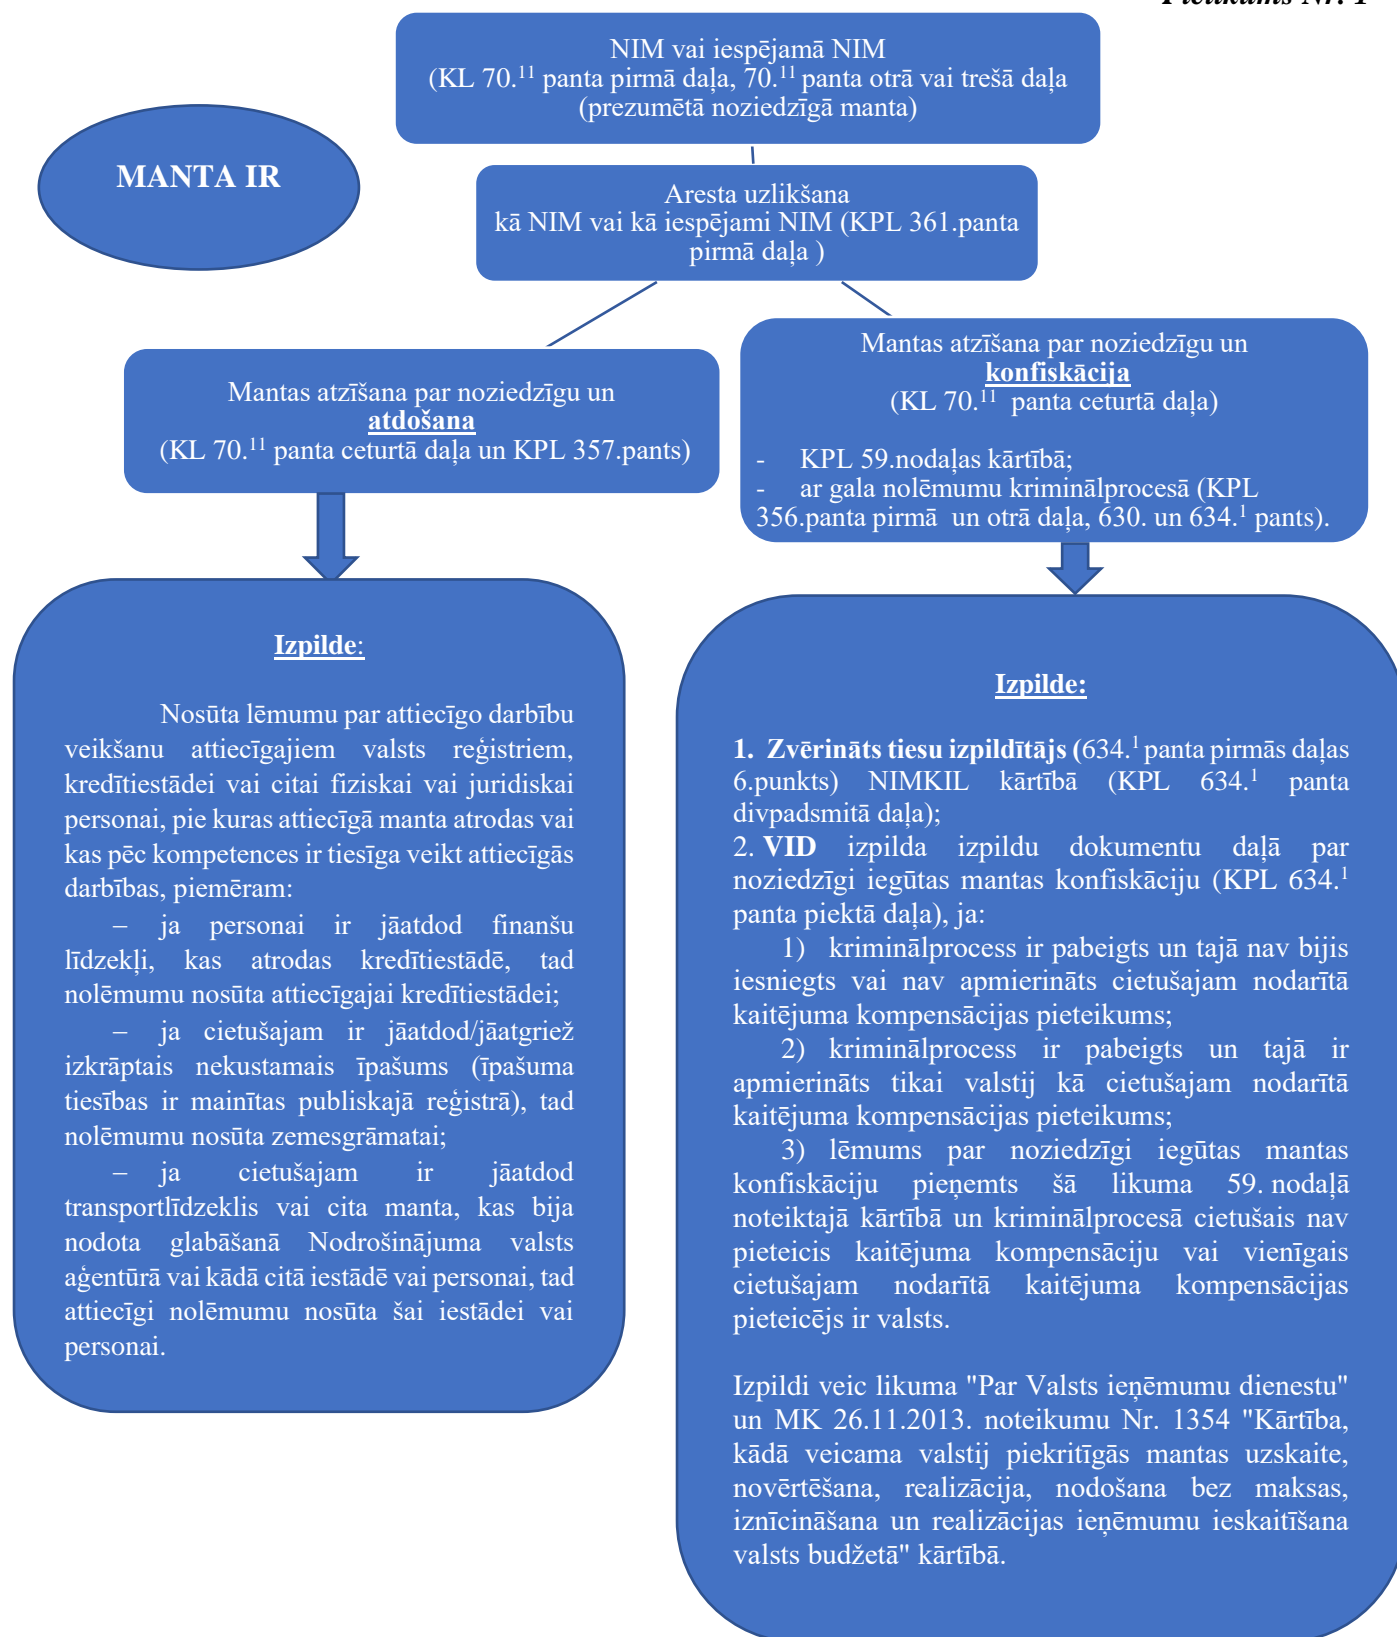 Pielikums Nr. 1
NIM vai iespējamā NIM
(KL 70.¹¹ panta pirmā daļa, 70.¹¹ panta otrā vai trešā daļa
(prezumētā noziedzīgā manta)
MANTA IR
Aresta uzlikšana
kā NIM vai kā iespējami NIM (KPL 361.panta
pirmā daļa )
Mantas atzīšana par noziedzīgu un
atdošana
(KL 70.¹¹ panta ceturtā daļa un KPL 357.pants)
Mantas atzīšana par noziedzīgu un
konfiskācija
(KL 70.¹¹ panta ceturtā daļa)
- KPL 59.nodaļas kārtībā;
- ar gala nolēmumu kriminālprocesā (KPL
356.panta pirmā un otrā daļa, 630. un 634.¹ pants).
Izpilde:
Nosūta lēmumu par attiecīgo darbību
veikšanu attiecīgajiem valsts reģistriem,
kredītiestādei vai citai fiziskai vai juridiskai
personai, pie kuras attiecīgā manta atrodas vai
kas pēc kompetences ir tiesīga veikt attiecīgās
darbības, piemēram:
– ja personai ir jāatdod finanšu
līdzekļi, kas atrodas kredītiestādē, tad
nolēmumu nosūta attiecīgajai kredītiestādei;
– ja cietušajam ir jāatdod/jāatgriež
izkrāptais nekustamais īpašums (īpašuma
tiesības ir mainītas publiskajā reģistrā), tad
nolēmumu nosūta zemesgrāmatai;
– ja cietušajam ir jāatdod
transportlīdzeklis vai cita manta, kas bija
nodota glabāšanā Nodrošinājuma valsts
aģentūrā vai kādā citā iestādē vai personai, tad
attiecīgi nolēmumu nosūta šai iestādei vai
personai.
Izpilde:
1. Zvērināts tiesu izpildītājs (634.¹ panta pirmās daļas
6.punkts) NIMKIL kārtībā (KPL 634.¹ panta
divpadsmitā daļa);
2. VID izpilda izpildu dokumentu daļā par
noziedzīgi iegūtas mantas konfiskāciju (KPL 634.¹
panta piektā daļa), ja:
1) kriminālprocess ir pabeigts un tajā nav bijis
iesniegts vai nav apmierināts cietušajam nodarītā
kaitējuma kompensācijas pieteikums;
2) kriminālprocess ir pabeigts un tajā ir
apmierināts tikai valstij kā cietušajam nodarītā
kaitējuma kompensācijas pieteikums;
3) lēmums par noziedzīgi iegūtas mantas
konfiskāciju pieņemts šā likuma 59. nodaļā
noteiktajā kārtībā un kriminālprocesā cietušais nav
pieteicis kaitējuma kompensāciju vai vienīgais
cietušajam nodarītā kaitējuma kompensācijas
pieteicējs ir valsts.
Izpildi veic likuma "Par Valsts ieņēmumu dienestu"
un MK 26.11.2013. noteikumu Nr. 1354 "Kārtība,
kādā veicama valstij piekritīgās mantas uzskaite,
novērtēšana, realizācija, nodošana bez maksas,
iznīcināšana un realizācijas ieņēmumu ieskaitīšana
valsts budžetā" kārtībā.